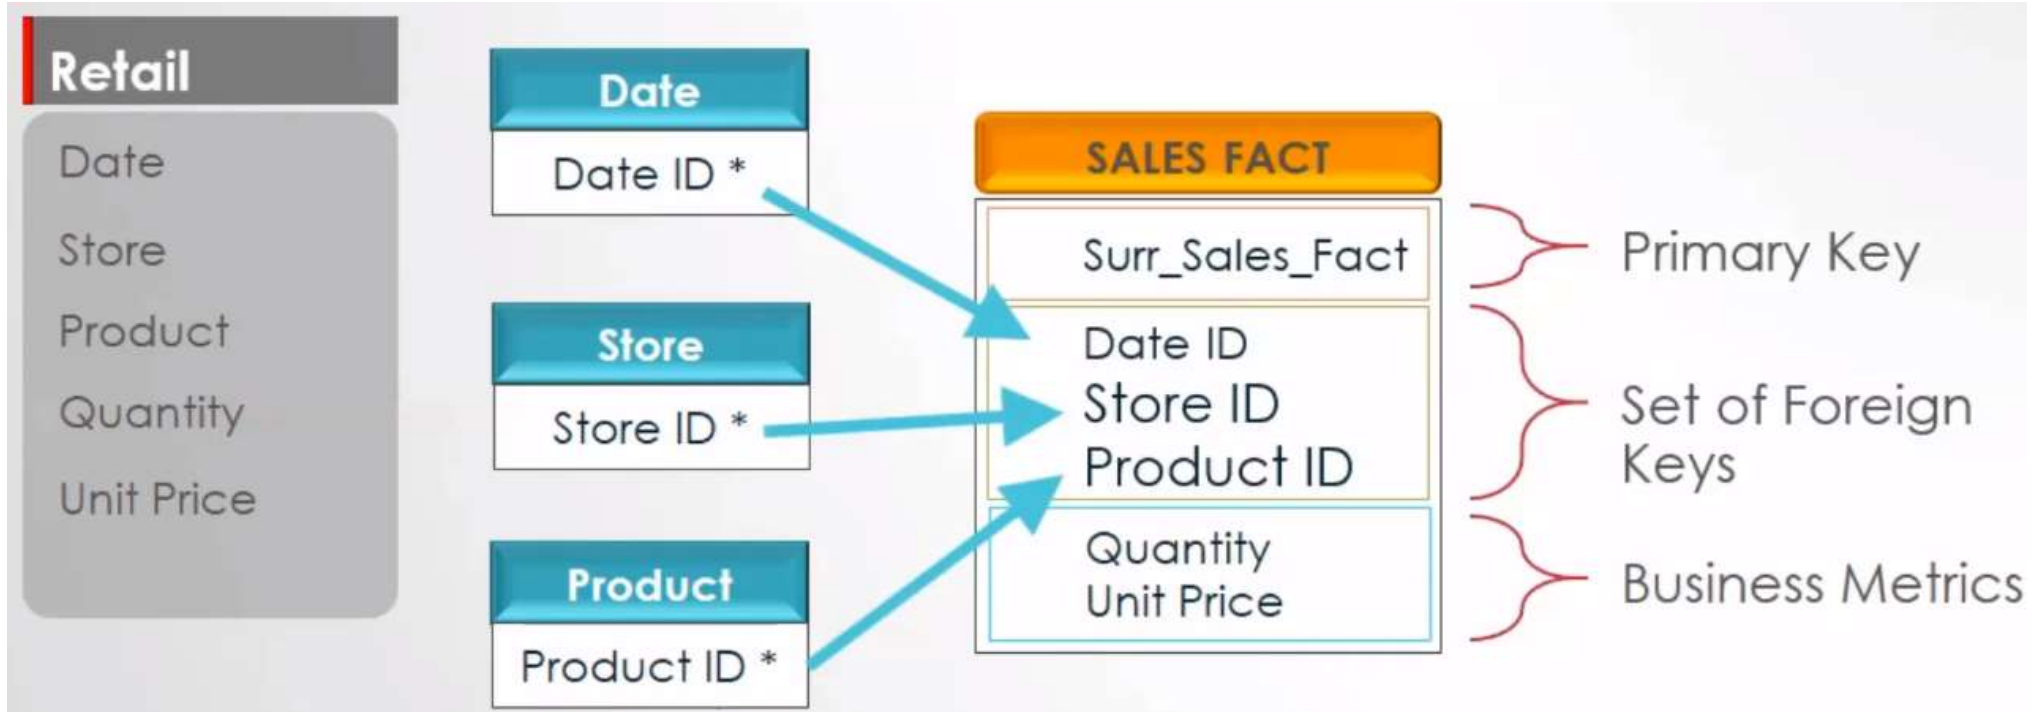 Retail
Date
Store
Product
Quantity
Unit Price
Date
Date ID *
Store
Store ID *
Product
Product ID *
SALES FACT
Surr_Sales_Fact
Date ID
Store ID
Product ID
Quantity
Unit Price
Primary Key
Set of Foreign
Keys
Business Metrics